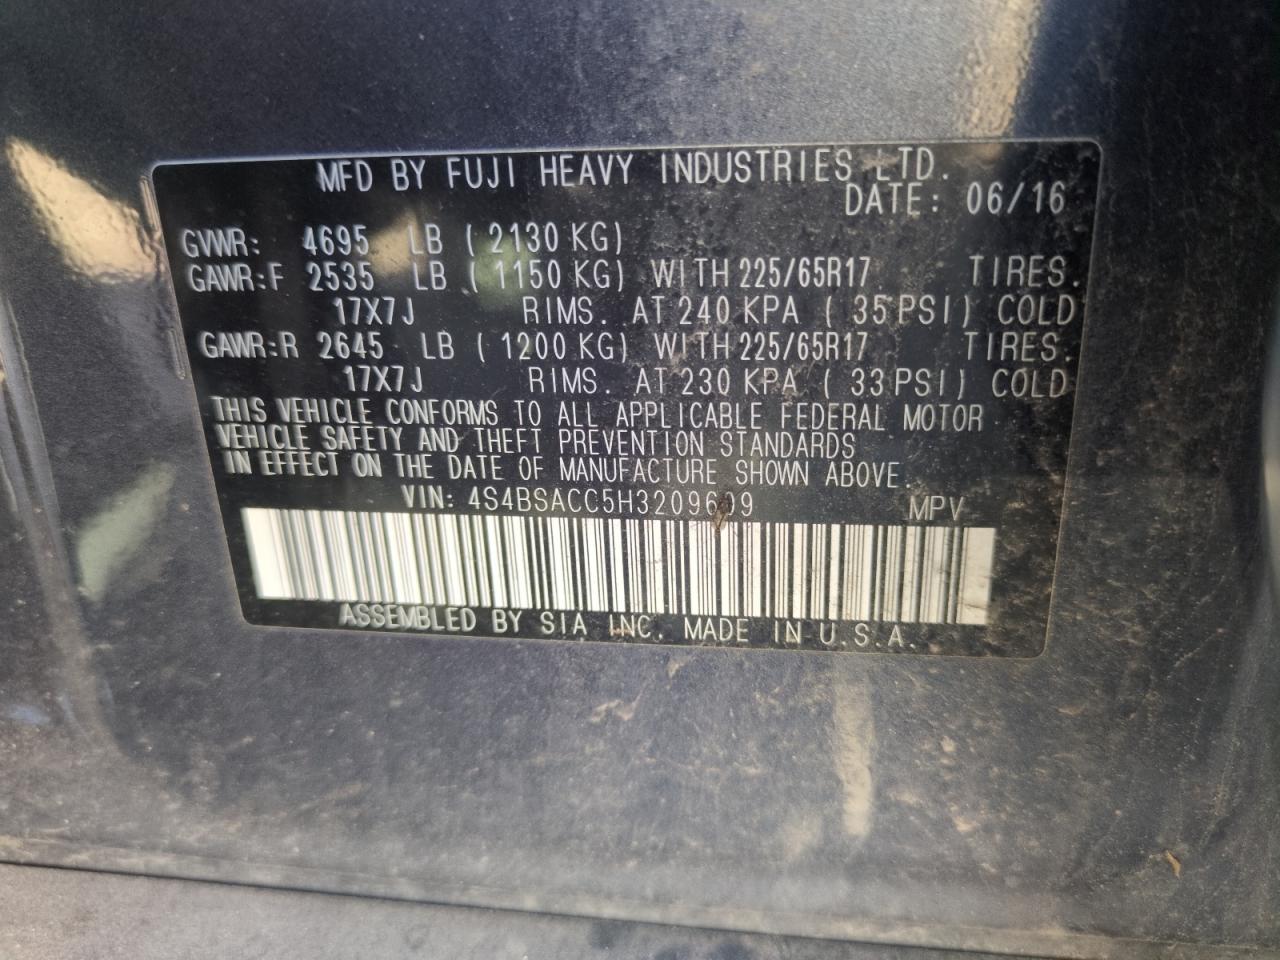 MFD BY FUJI HEAVY INDUSTRIES LTD.
DATE: 06/16
GVWR: 4695 LB ( 2130 KG)
GAWR:F 2535 LB ( 1150 KG) WITH 225/65R17 TIRES.
17X7J RIMS. AT 240 KPA ( 35 PSI) COLD
GAWR:R 2645 LB ( 1200 KG) WITH 225/65R17 TIRES.
17X7J RIMS. AT 230 KPA ( 33 PSI) COLD
THIS VEHICLE CONFORMS TO ALL APPLICABLE FEDERAL MOTOR
VEHICLE SAFETY AND THEFT PREVENTION STANDARDS
IN EFFECT ON THE DATE OF MANUFACTURE SHOWN ABOVE.
VIN: 4S4BSACC5H3209609 MPV
ASSEMBLED BY SIA INC. MADE IN U.S.A.